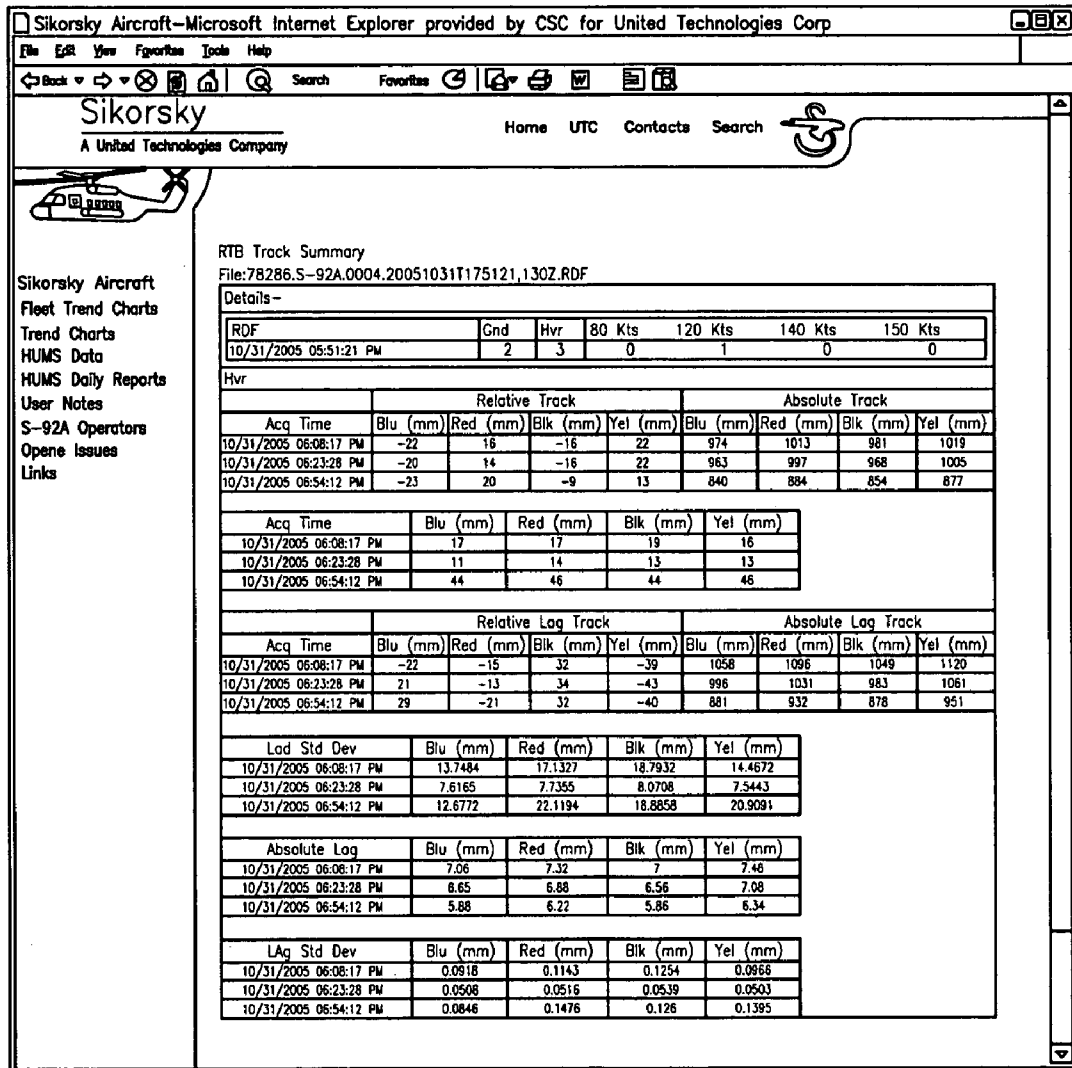 Sikorsky Aircraft-Microsoft Internet Explorer provided by CSC for United Technologies Corp
File Edit View Favorites Tools Help
Back Search Favorites W
Sikorsky
A United Technologies Company
Home UTC Contacts Search
Sikorsky Aircraft
Fleet Trend Charts
Trend Charts
HUMS Data
HUMS Daily Reports
User Notes
S-92A Operators
Opene Issues
Links
RTB Track Summary
File:78286.S-92A.0004.20051031T175121,130Z.RDF
Details-
RDF Gnd Hvr 80 Kts 120 Kts 140 Kts 150 Kts
10/31/2005 05:51:21 PM 2 3 0 1 0 0
Hvr
Relative Track Absolute Track
Acq Time Blu (mm) Red (mm) Blk (mm) Yel (mm) Blu (mm) Red (mm) Blk (mm) Yel (mm)
10/31/2005 06:08:17 PM -22 16 -16 22 974 1013 981 1019
10/31/2005 06:23:28 PM -20 14 -16 22 963 997 968 1005
10/31/2005 06:54:12 PM -23 20 -9 13 840 884 854 877
Acq Time Blu (mm) Red (mm) Blk (mm) Yel (mm)
10/31/2005 06:08:17 PM 17 17 19 16
10/31/2005 06:23:28 PM 11 14 13 13
10/31/2005 06:54:12 PM 44 46 44 46
Relative Lag Track Absolute Lag Track
Acq Time Blu (mm) Red (mm) Blk (mm) Yel (mm) Blu (mm) Red (mm) Blk (mm) Yel (mm)
10/31/2005 06:08:17 PM -22 -15 32 -39 1058 1096 1049 1120
10/31/2005 06:23:28 PM 21 -13 34 -43 996 1031 983 1061
10/31/2005 06:54:12 PM 29 -21 32 -40 881 932 878 951
Lad Std Dev Blu (mm) Red (mm) Blk (mm) Yel (mm)
10/31/2005 06:08:17 PM 13.7484 17.1327 18.7932 14.4672
10/31/2005 06:23:28 PM 7.6165 7.7355 8.0708 7.5443
10/31/2005 06:54:12 PM 12.6772 22.1194 18.8858 20.9091
Absolute Lag Blu (mm) Red (mm) Blk (mm) Yel (mm)
10/31/2005 06:08:17 PM 7.06 7.32 7 7.48
10/31/2005 06:23:28 PM 6.65 6.88 6.56 7.08
10/31/2005 06:54:12 PM 5.88 6.22 5.86 6.34
LAg Std Dev Blu (mm) Red (mm) Blk (mm) Yel (mm)
10/31/2005 06:08:17 PM 0.0918 0.1143 0.1254 0.0966
10/31/2005 06:23:28 PM 0.0508 0.0516 0.0539 0.0503
10/31/2005 06:54:12 PM 0.0846 0.1476 0.126 0.1395